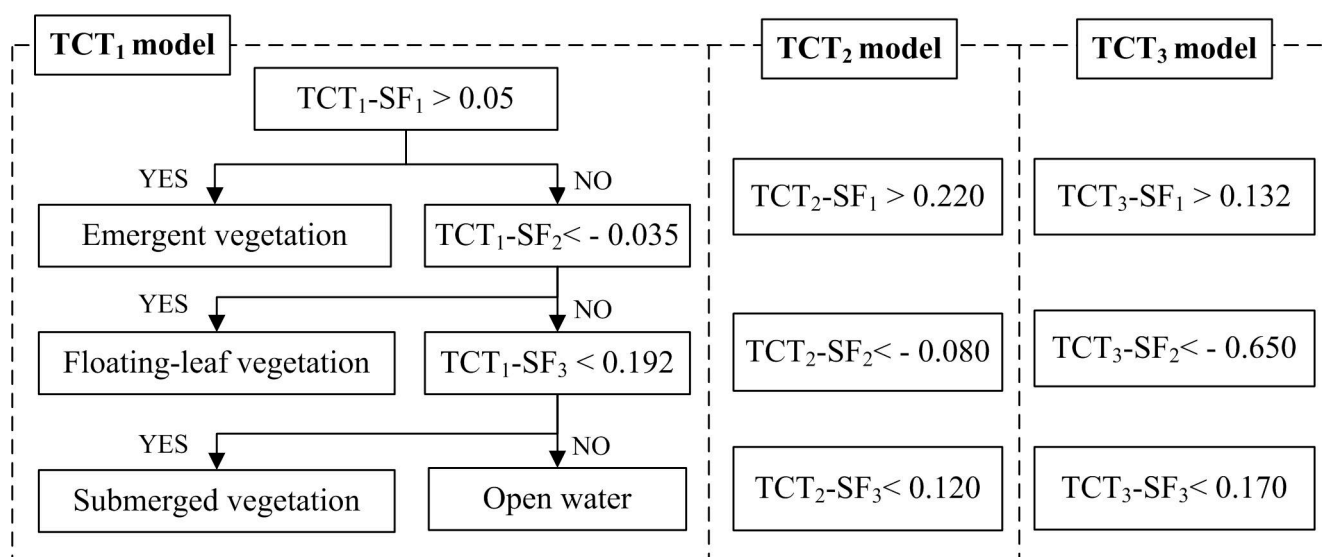 TCT₁ model
TCT₁-SF₁ > 0.05
YES
NO
Emergent vegetation
TCT₁-SF₂< - 0.035
YES
NO
Floating-leaf vegetation
TCT₁-SF₃ < 0.192
YES
NO
Submerged vegetation
Open water
TCT₂ model
TCT₂-SF₁ > 0.220
TCT₂-SF₂< - 0.080
TCT₂-SF₃< 0.120
TCT₃ model
TCT₃-SF₁ > 0.132
TCT₃-SF₂< - 0.650
TCT₃-SF₃< 0.170